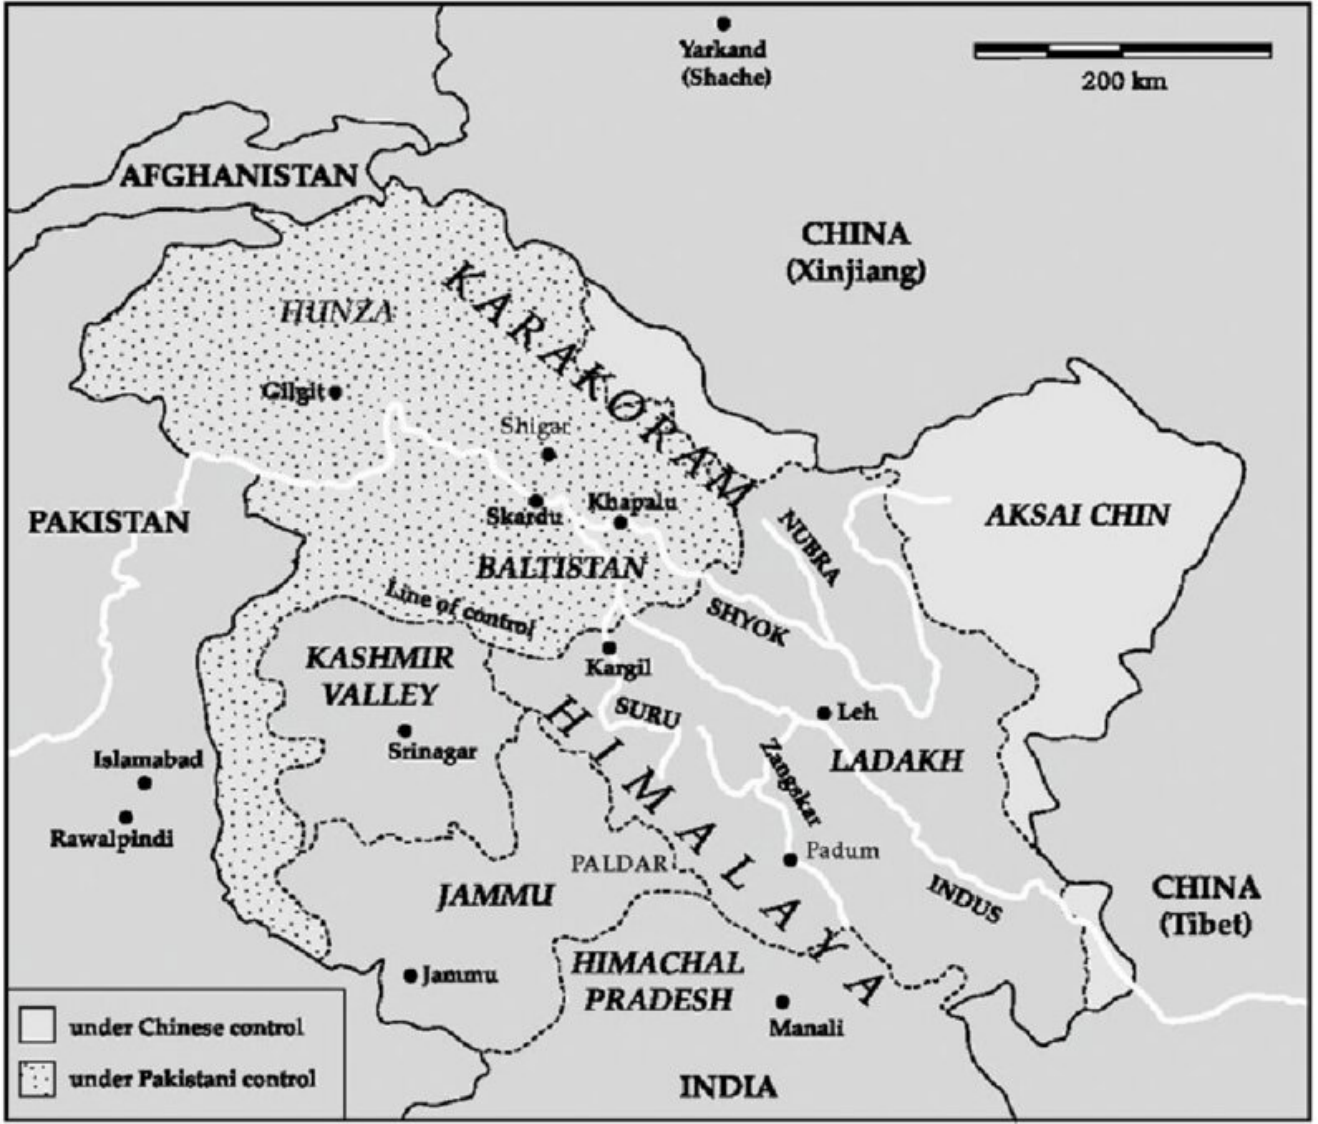 Yarkand
(Shache)
200 km
AFGHANISTAN
CHINA
(Xinjiang)
KARAKORAM
HUNZA
Gilgit
Shigar
AKSAI CHIN
PAKISTAN
Skardu
Khapalu
NUBRA
BALTISTAN
Line of control
SHYOK
KASHMIR
VALLEY
Kargil
SURU
Leh
HIMALAYA
Srinagar
LADAKH
Zangskar
Islamabad
Rawalpindi
Padum
PALDAR
JAMMU
INDUS
CHINA
(Tibet)
HIMACHAL
PRADESH
Jammu
Manali
under Chinese control
under Pakistani control
INDIA